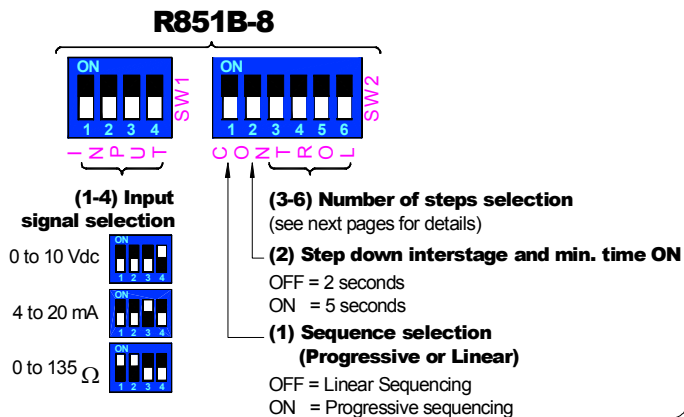 R851B-8
ON
1 2 3 4
SW1
INPUT
ON
1 2 3 4 5 6
SW2
CONTROL
(1-4) Input
signal selection
0 to 10 Vdc
ON
1 2 3 4
4 to 20 mA
ON
1 2 3 4
0 to 135 Ω
ON
1 2 3 4
(3-6) Number of steps selection
(see next pages for details)
(2) Step down interstage and min. time ON
OFF = 2 seconds
ON = 5 seconds
(1) Sequence selection
(Progressive or Linear)
OFF = Linear Sequencing
ON = Progressive sequencing